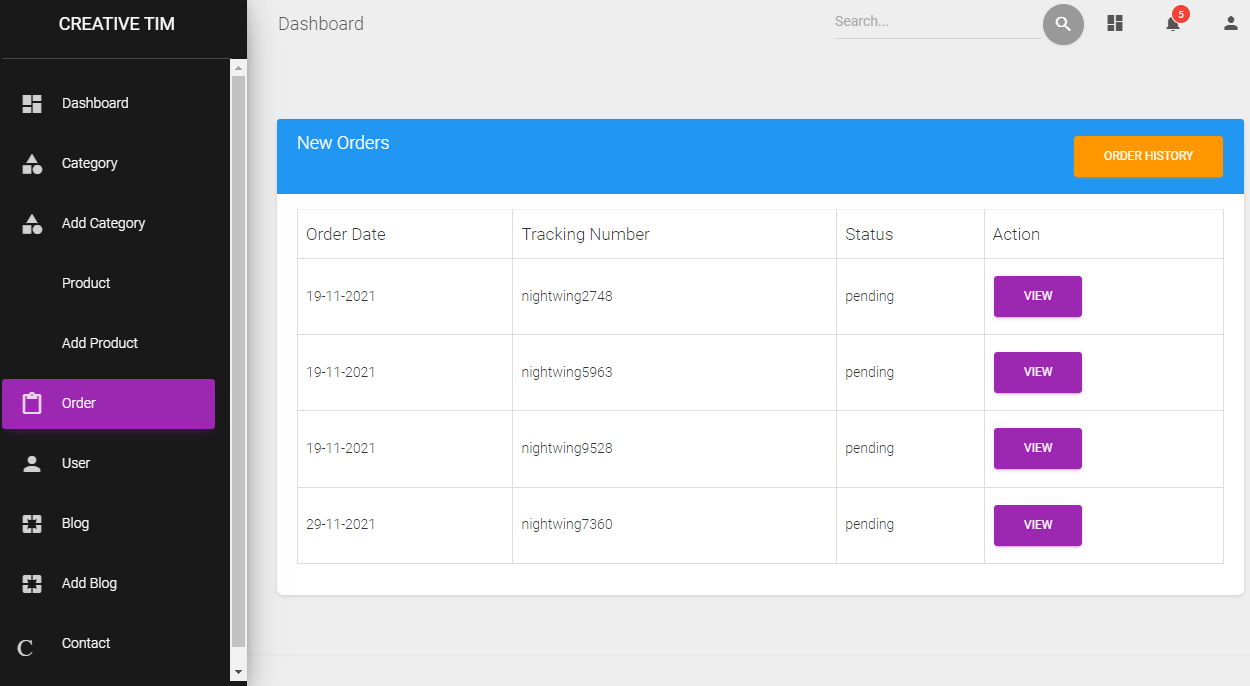 CREATIVE TIM
Dashboard
Search...
5
Dashboard
Category
Add Category
Product
Add Product
Order
User
Blog
Add Blog
C Contact
New Orders
ORDER HISTORY
Order Date Tracking Number Status Action
19-11-2021 nightwing2748 pending VIEW
19-11-2021 nightwing5963 pending VIEW
19-11-2021 nightwing9528 pending VIEW
29-11-2021 nightwing7360 pending VIEW